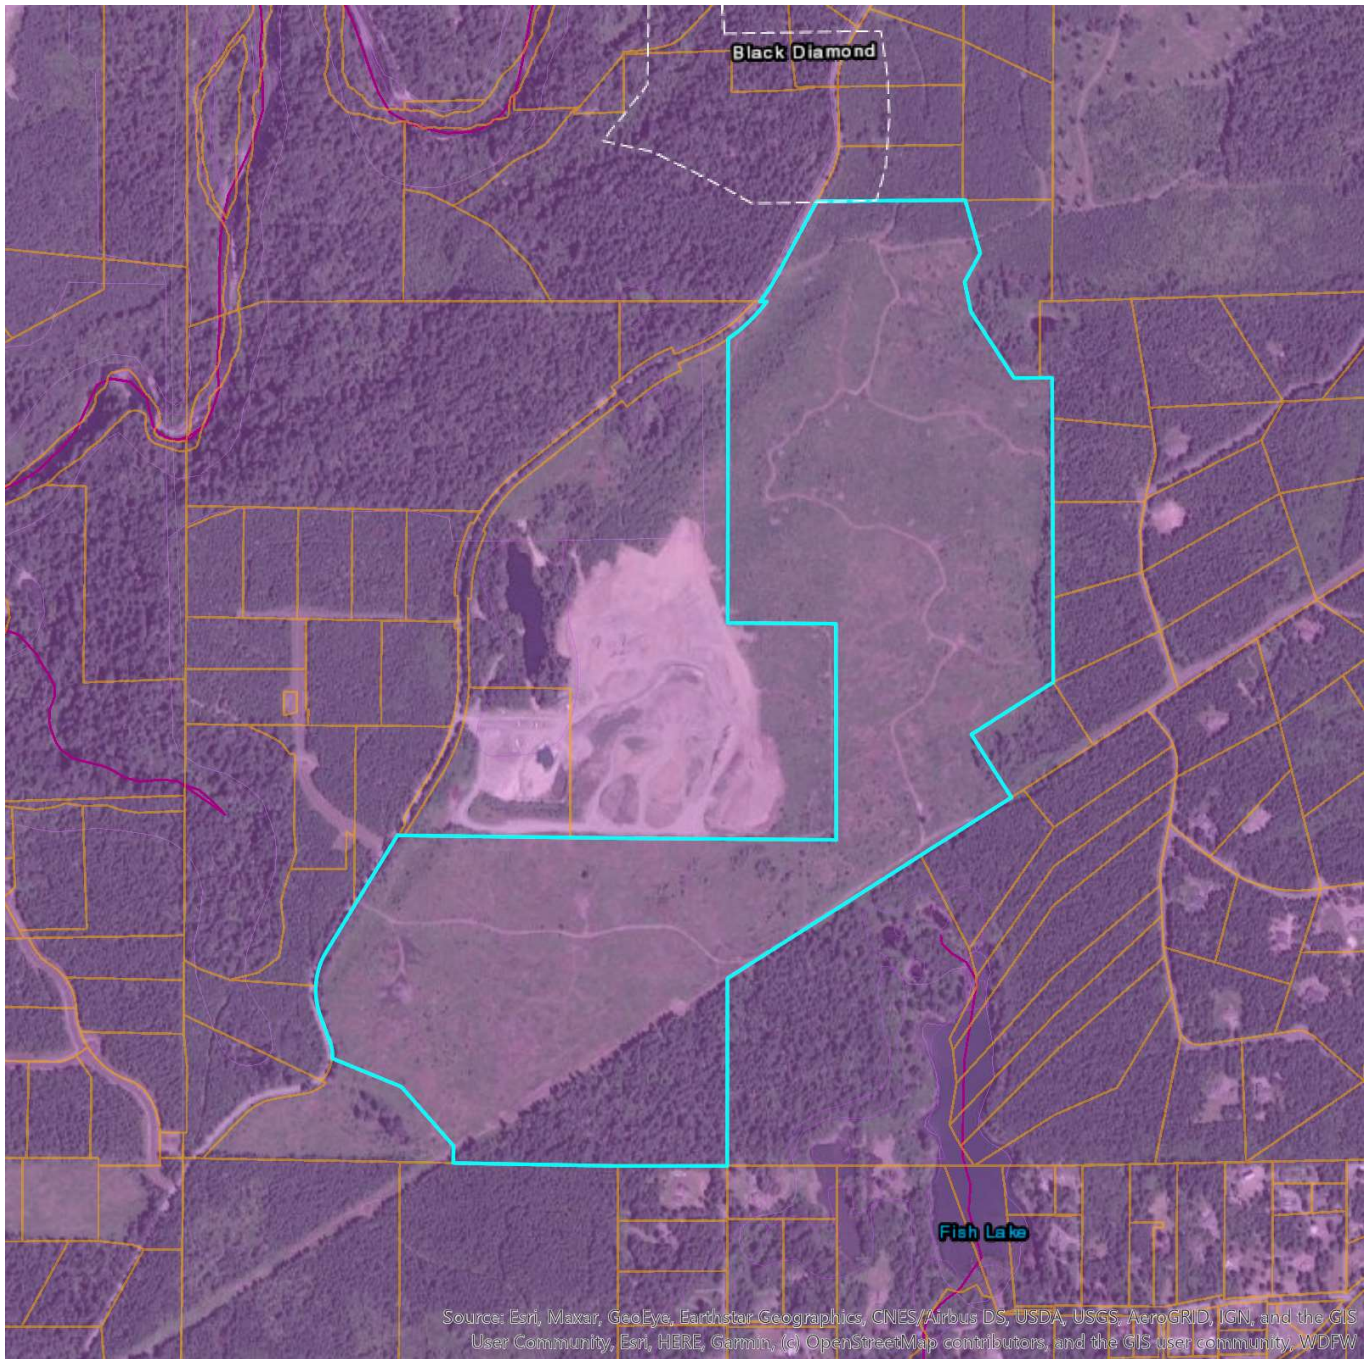 Black Diamond
Fish Lake
Source: Esri, Maxar, GeoEye, Earthstar Geographics, CNES/Airbus DS, USDA, USGS, AeroGRID, IGN, and the GIS
User Community, Esri, HERE, Garmin, (c) OpenStreetMap contributors, and the GIS user community, WDFW